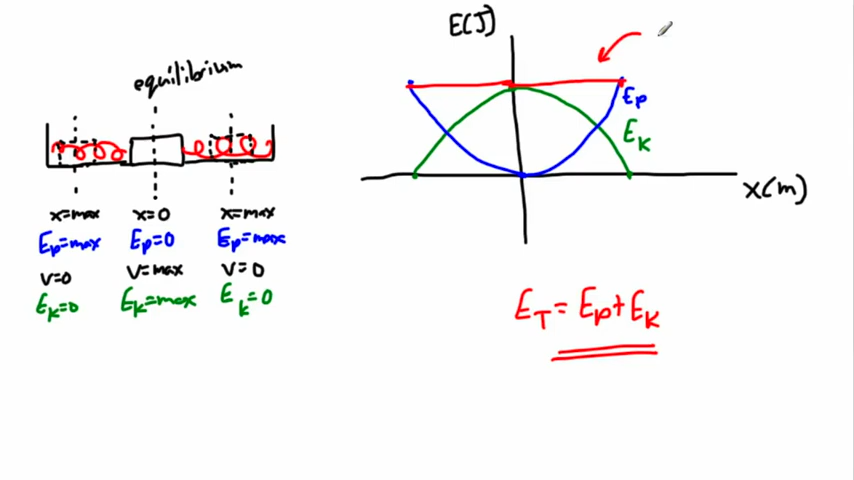 equilibrium
x=max x=0 x=max
Ep=max Ep=0 Ep=max
v=0 v=max v=0
Ek=0 Ek=max Ek=0
E(J)
Ep
Ek
x(m)
ET=Ep+Ek